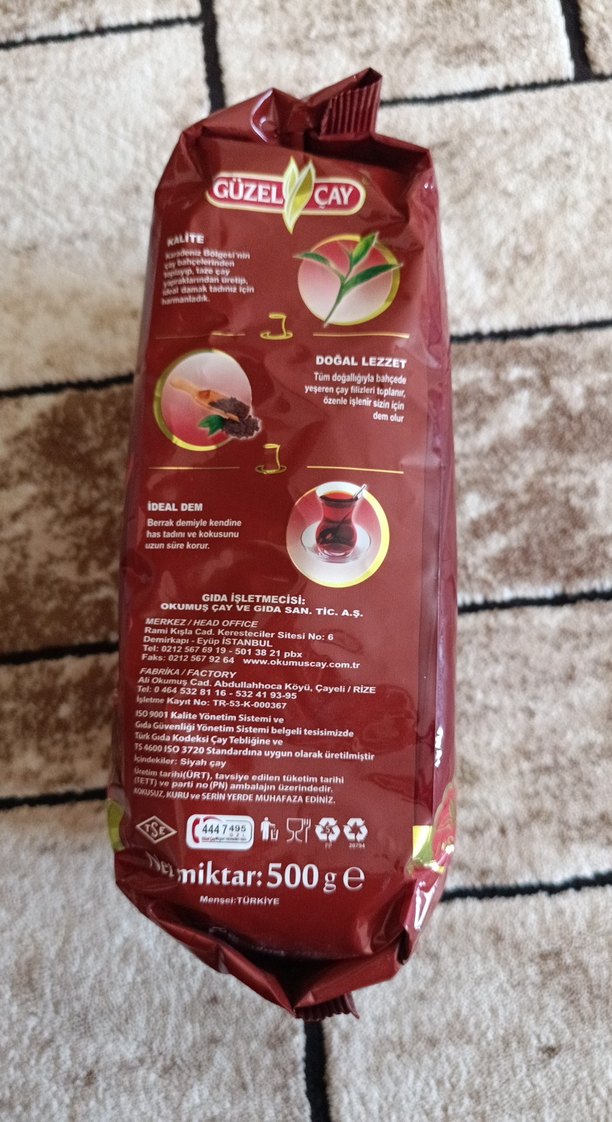 GÜZEL ÇAY
KALİTE
Karadeniz Bölgesi'nin
çay bahçelerinden
toplayıp, taze çay
yapraklarından üretip,
ideal damak tadınız için
harmanladık.
DOĞAL LEZZET
Tüm doğallığıyla bahçede
yeşeren çay filizleri toplanır,
özenle işlenir sizin için
dem olur
İDEAL DEM
Berrak demiyle kendine
has tadını ve kokusunu
uzun süre korur.
GIDA İŞLETMECİSİ:
OKUMUŞ ÇAY VE GIDA SAN. TİC. A.Ş.
MERKEZ / HEAD OFFICE
Rami Kışla Cad. Keresteciler Sitesi No: 6
Demirkapı - Eyüp İSTANBUL
Tel: 0212 567 69 19 - 501 38 21 pbx
Faks: 0212 567 92 64 www.okumuscay.com.tr
FABRİKA / FACTORY
Ali Okumuş Cad. Abdullahhoca Köyü, Çayeli / RİZE
Tel: 0 464 532 81 16 - 532 41 93-95
İşletme Kayıt No: TR-53-K-000367
ISO 9001 Kalite Yönetim Sistemi ve
Gıda Güvenliği Yönetim Sistemi belgeli tesisimizde
Türk Gıda Kodeksi Çay Tebliğine ve
TS 4600 ISO 3720 Standardına uygun olarak üretilmiştir
İçindekiler: Siyah çay
Üretim tarihi(ÜRT), tavsiye edilen tüketim tarihi
(TETT) ve parti no (PN) ambalajın üzerindedir.
KOKUSUZ, KURU ve SERİN YERDE MUHAFAZA EDİNİZ.
TSE
444 7 495
GZL
5
PP
20794
Net miktar: 500 g e
Menşei: TÜRKİYE